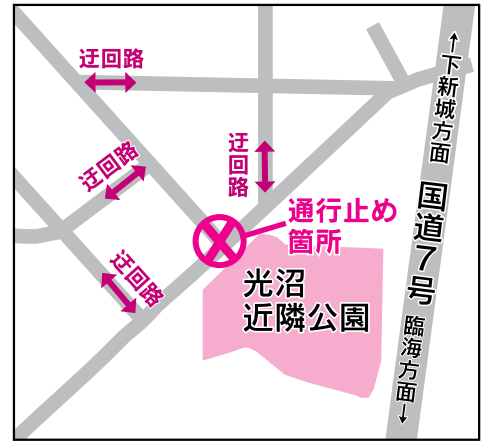 迂回路
迂回路
迂回路
迂回路
通行止め
箇所
光沼
近隣公園
←下新城方面
国道7号
臨海方面→